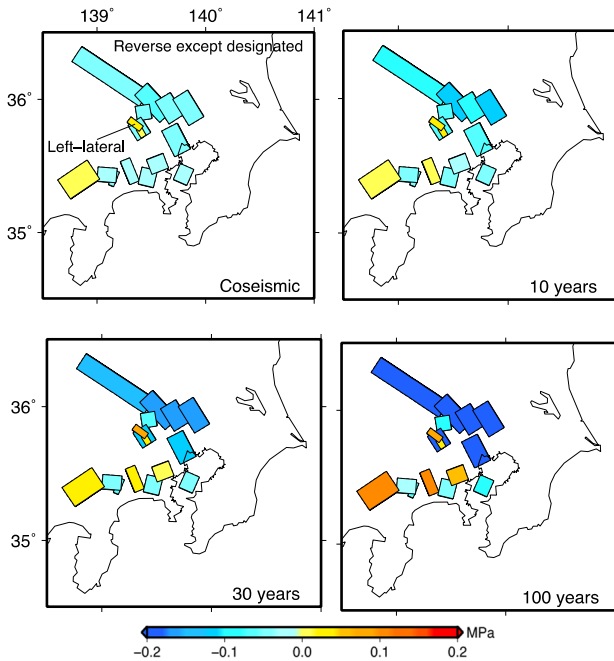 139° 140° 141°
Reverse except designated
36°
Left–lateral
35°
Coseismic
10 years
36°
35°
30 years
100 years
MPa
−0.2 −0.1 0.0 0.1 0.2